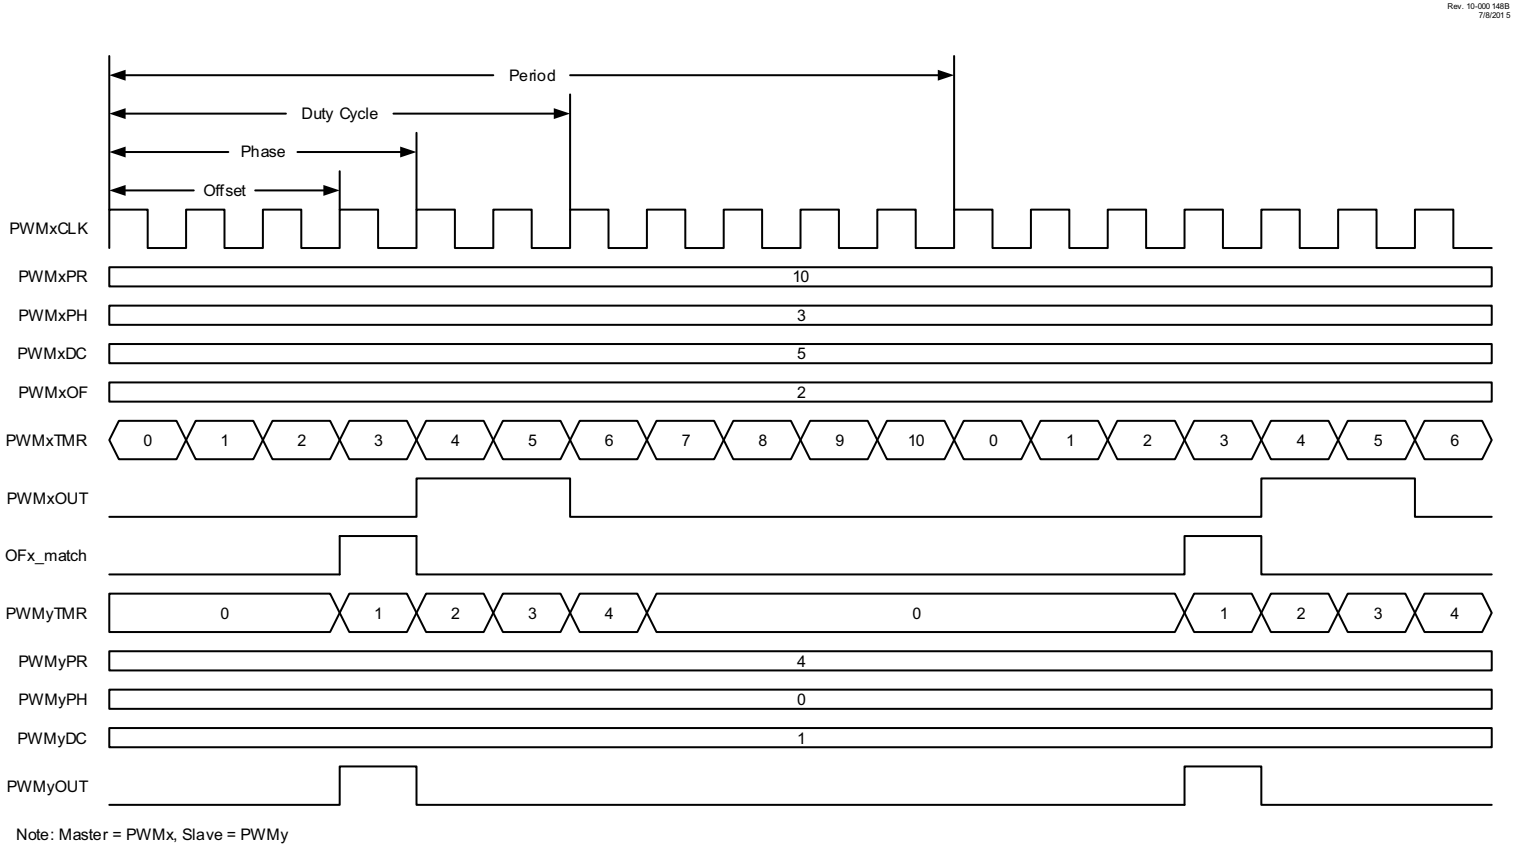 Rev. 10-000148B
7/8/2015
Period
Duty Cycle
Phase
Offset
PWMxCLK
PWMxPR 10
PWMxPH 3
PWMxDC 5
PWMxOF 2
PWMxTMR 0 1 2 3 4 5 6 7 8 9 10 0 1 2 3 4 5 6
PWMxOUT
OFx_match
PWMyTMR 0 1 2 3 4 0 1 2 3 4
PWMyPR 4
PWMyPH 0
PWMyDC 1
PWMyOUT
Note: Master = PWMx, Slave = PWMy